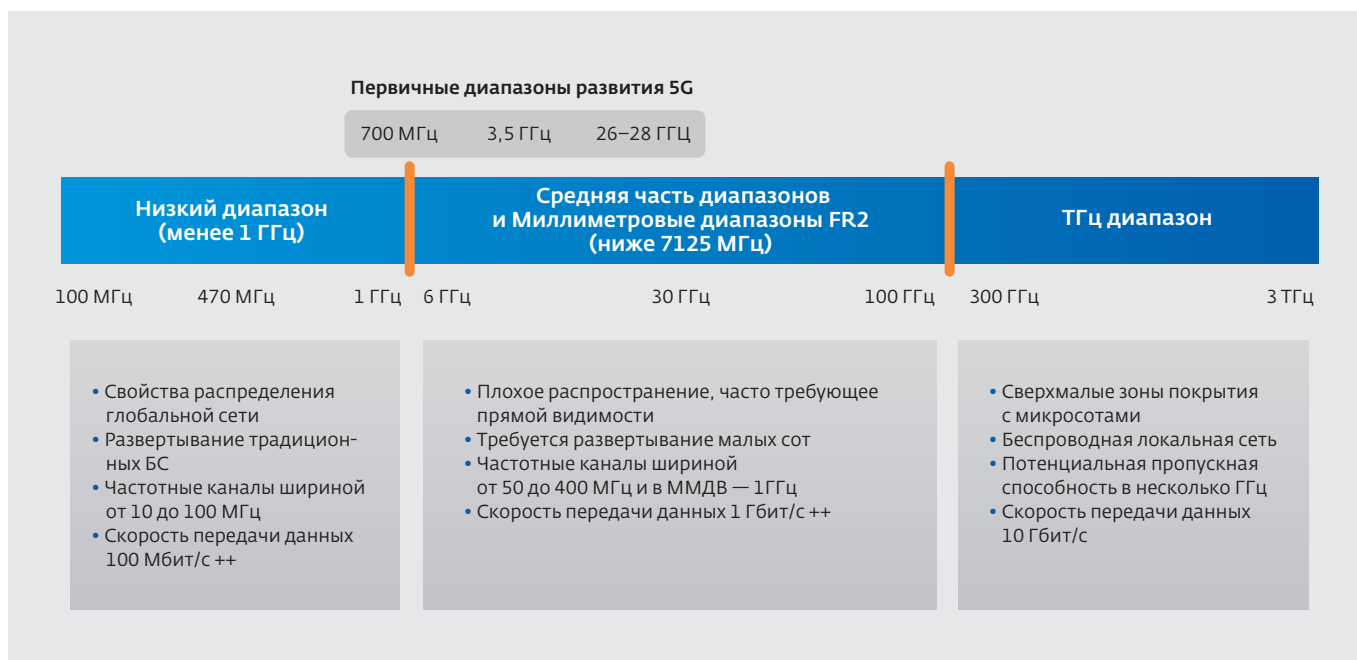 Первичные диапазоны развития 5G
700 МГц 3,5 ГГц 26–28 ГГЦ
Низкий диапазон
(менее 1 ГГц)
Средняя часть диапазонов
и Миллиметровые диапазоны FR2
(ниже 7125 МГц)
ТГц диапазон
100 МГц 470 МГц 1 ГГц 6 ГГц 30 ГГц 100 ГГц 300 ГГц 3 ТГц
• Свойства распределения
глобальной сети
• Развертывание традицион-
ных БС
• Частотные каналы шириной
от 10 до 100 МГц
• Скорость передачи данных
100 Мбит/с ++
• Плохое распространение, часто требующее
прямой видимости
• Требуется развертывание малых сот
• Частотные каналы шириной
от 50 до 400 МГц и в ММДВ — 1ГГц
• Скорость передачи данных 1 Гбит/с ++
• Сверхмалые зоны покрытия
с микросотами
• Беспроводная локальная сеть
• Потенциальная пропускная
способность в несколько ГГц
• Скорость передачи данных
10 Гбит/с